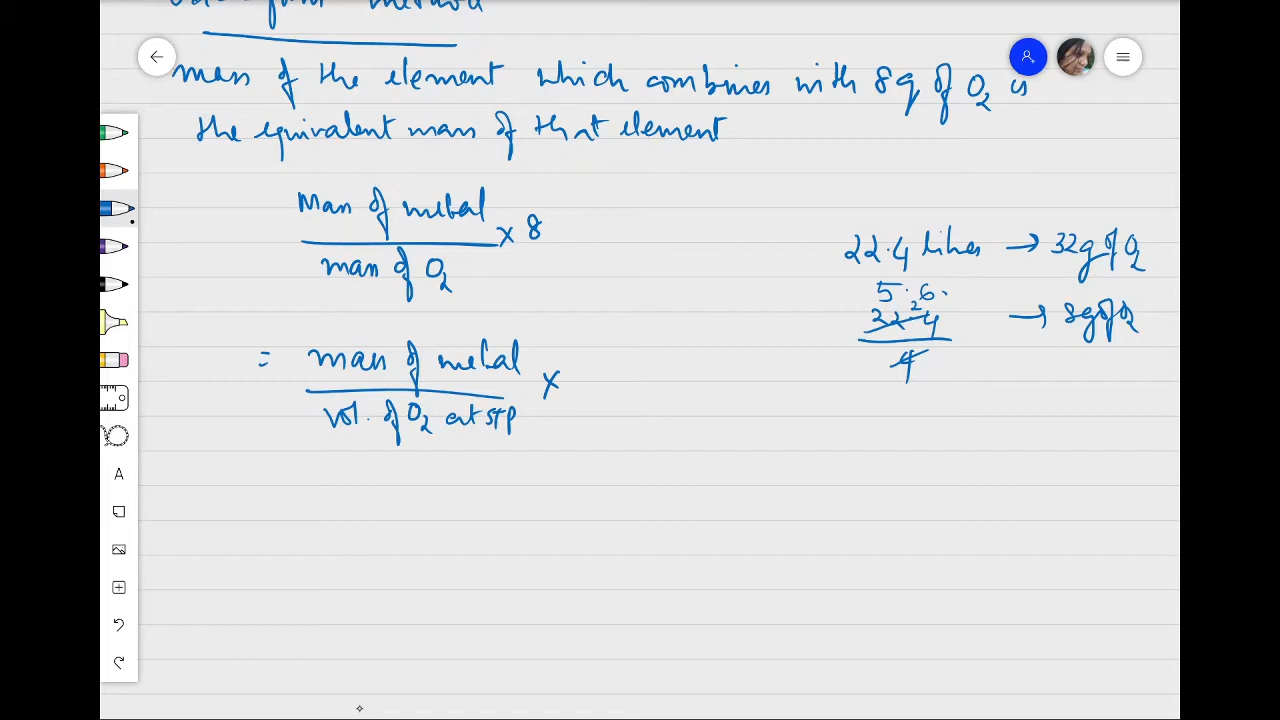 method
mass of the element which combines with 8g of O2 is
the equivalent mass of that element
Mass of metal
x 8
mass of O2
22.4 litres → 32g of O2
5.6
22.4 → 8g of O2
4
= mass of metal
x
vol. of O2 at stp
A